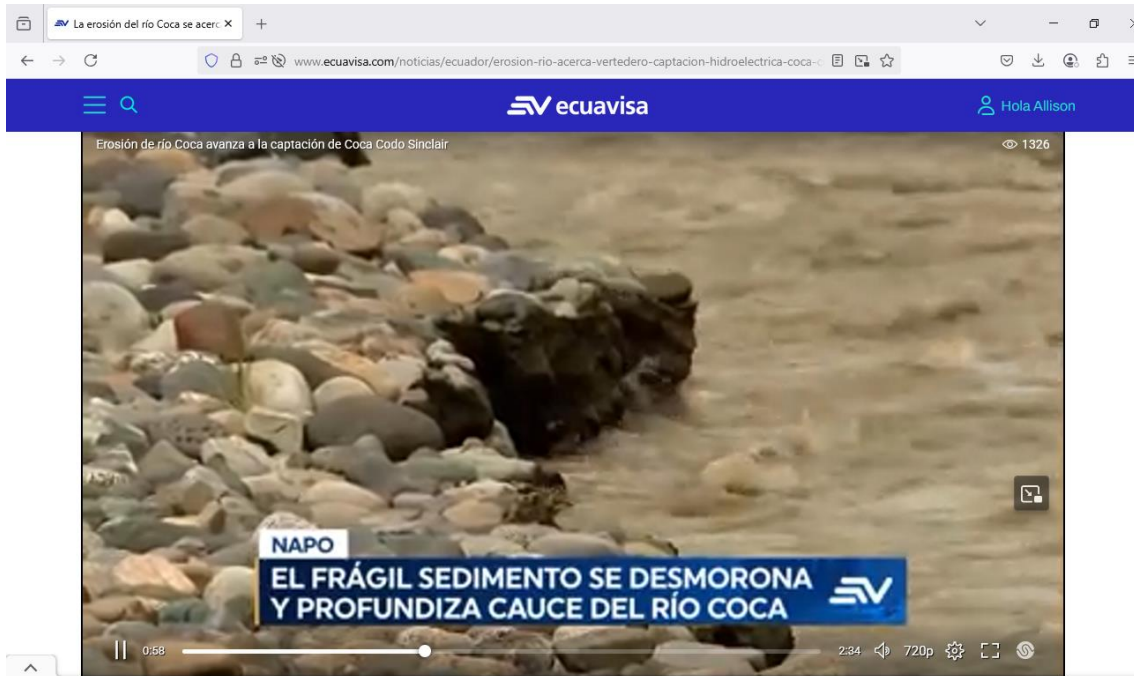 La erosión del río Coca se acerc
www.ecuavisa.com/noticias/ecuador/erosion-rio-acerca-vertedero-captacion-hidroelectrica-coca-c
ecuavisa
Hola Allison
Erosión de río Coca avanza a la captación de Coca Codo Sinclair
1326
NAPO
EL FRÁGIL SEDIMENTO SE DESMORONA
Y PROFUNDIZA CAUCE DEL RÍO COCA
0:58
2:34
720p